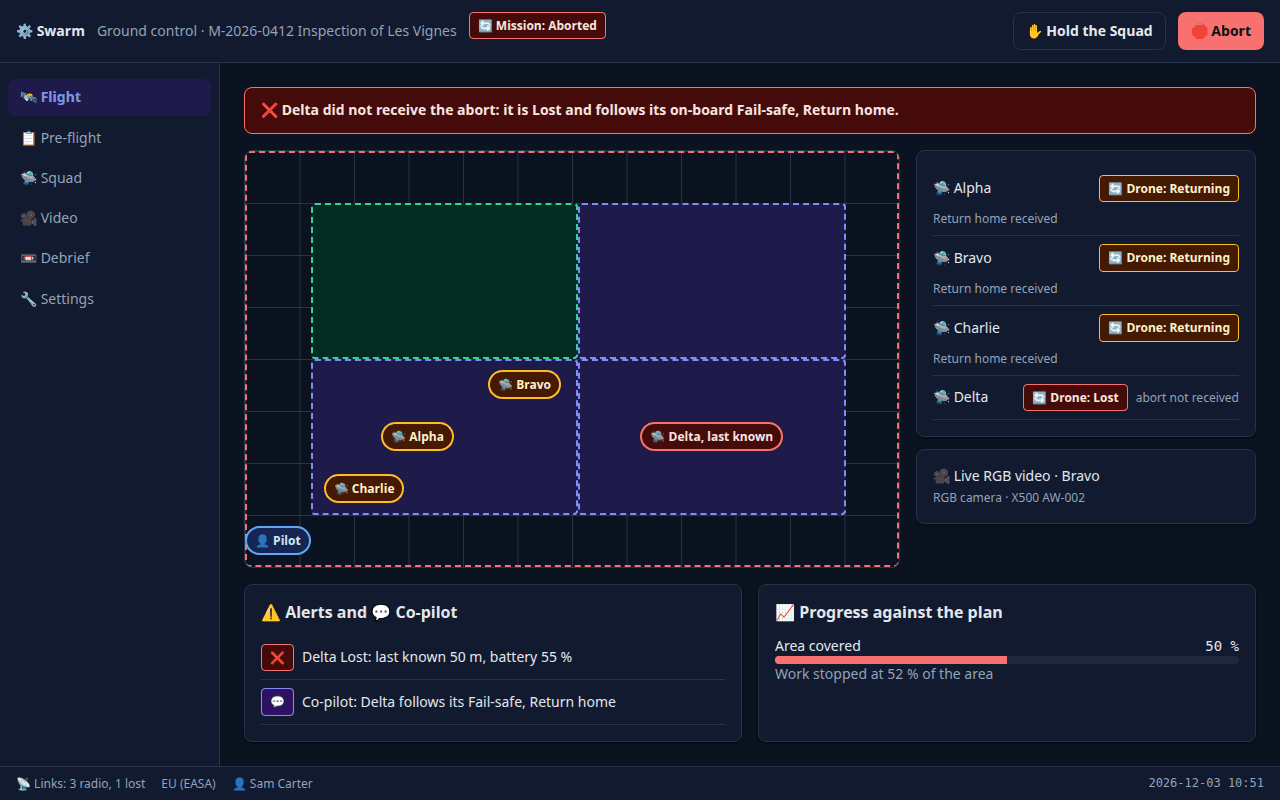 ⚙️ Swarm Ground control · M-2026-0412 Inspection of Les Vignes 🔄 Mission: Aborted ✋ Hold the Squad 🛑 Abort
🛰️ Flight
📋 Pre-flight
🛸 Squad
🎥 Video
📼 Debrief
🔧 Settings
❌ Delta did not receive the abort: it is Lost and follows its on-board Fail-safe, Return home.
🛸 Bravo
🛸 Alpha
🛸 Delta, last known
🛸 Charlie
👤 Pilot
🛸 Alpha 🔄 Drone: Returning
Return home received
🛸 Bravo 🔄 Drone: Returning
Return home received
🛸 Charlie 🔄 Drone: Returning
Return home received
🛸 Delta 🔄 Drone: Lost abort not received
🎥 Live RGB video · Bravo
RGB camera · X500 AW-002
⚠️ Alerts and 💬 Co-pilot
❌ Delta Lost: last known 50 m, battery 55 %
💬 Co-pilot: Delta follows its Fail-safe, Return home
📈 Progress against the plan
Area covered 50 %
Work stopped at 52 % of the area
📡 Links: 3 radio, 1 lost EU (EASA) 👤 Sam Carter 2026-12-03 10:51